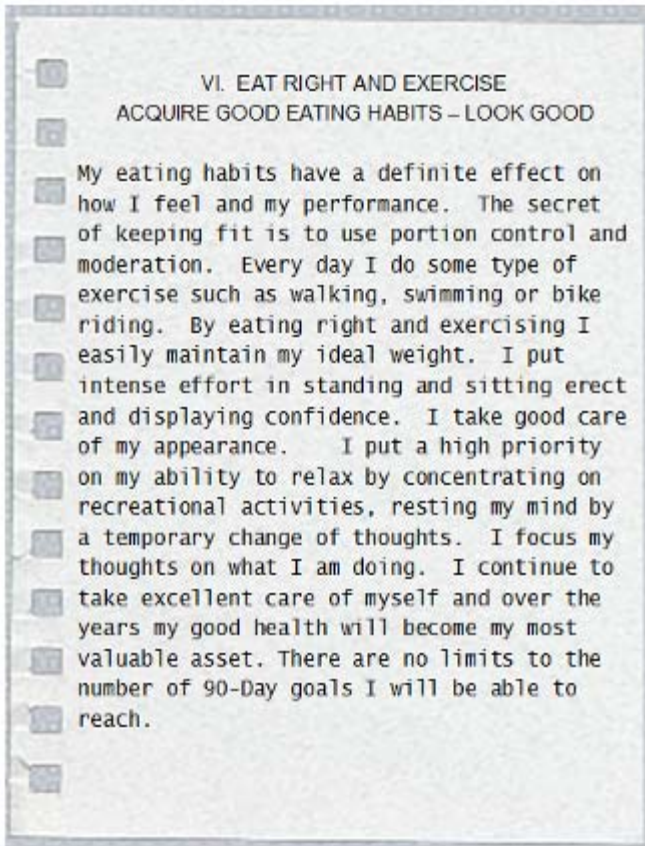 VI. EAT RIGHT AND EXERCISE
ACQUIRE GOOD EATING HABITS – LOOK GOOD
My eating habits have a definite effect on
how I feel and my performance. The secret
of keeping fit is to use portion control and
moderation. Every day I do some type of
exercise such as walking, swimming or bike
riding. By eating right and exercising I
easily maintain my ideal weight. I put
intense effort in standing and sitting erect
and displaying confidence. I take good care
of my appearance. I put a high priority
on my ability to relax by concentrating on
recreational activities, resting my mind by
a temporary change of thoughts. I focus my
thoughts on what I am doing. I continue to
take excellent care of myself and over the
years my good health will become my most
valuable asset. There are no limits to the
number of 90-Day goals I will be able to
reach.